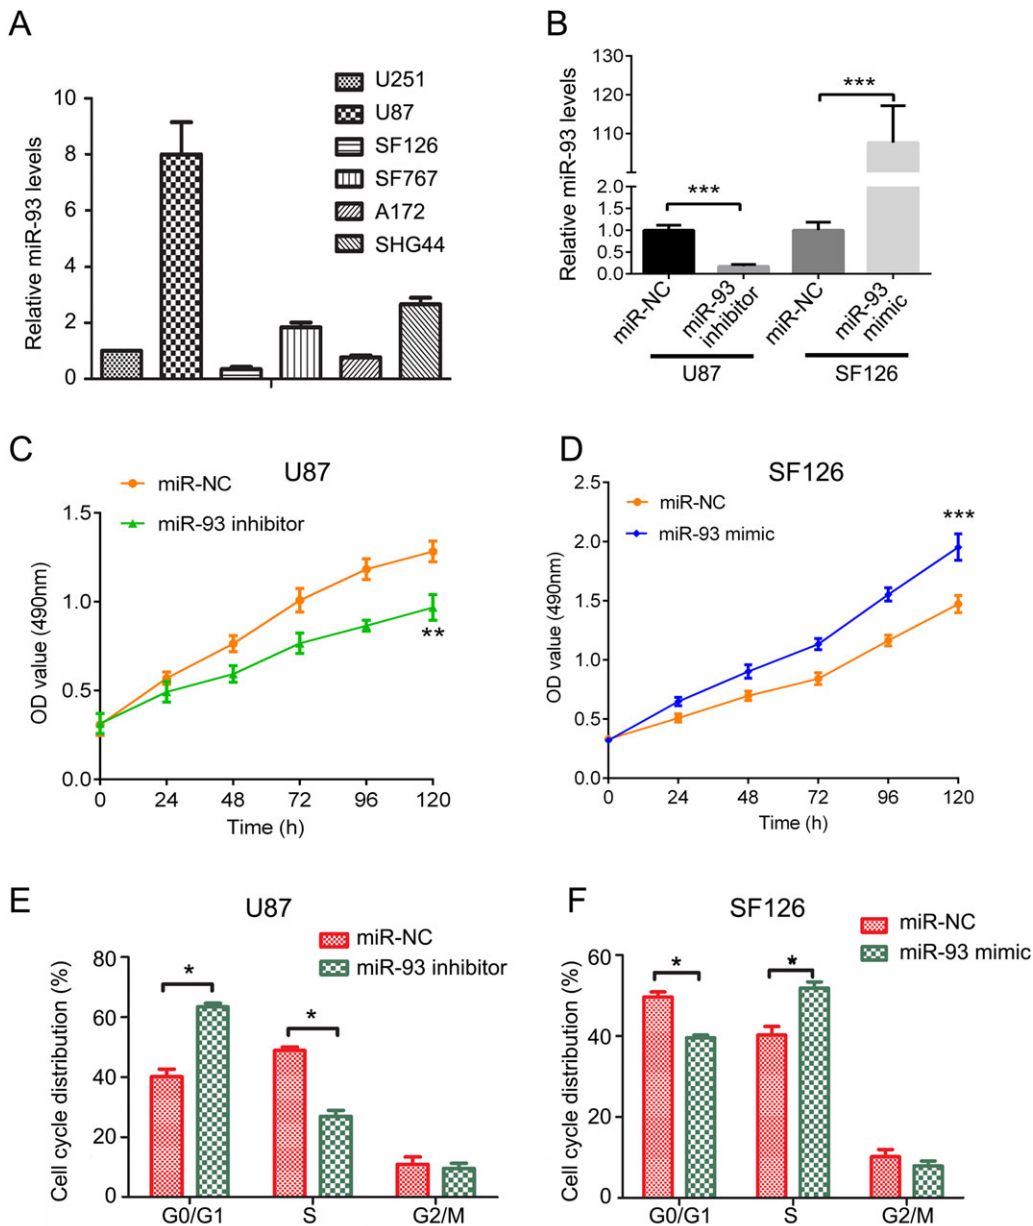 A
Relative miR-93 levels
10
8
6
4
2
0
U251
U87
SF126
SF767
A172
SHG44
B
Relative miR-93 levels
130
120
110
100
2.0
1.5
1.0
0.5
0.0
***
***
miR-NC
miR-93
inhibitor
miR-NC
miR-93
mimic
U87
SF126
C
U87
miR-NC
miR-93 inhibitor
OD value (490nm)
1.5
1.0
0.5
0.0
**
0 24 48 72 96 120
Time (h)
D
SF126
miR-NC
miR-93 mimic
OD value (490nm)
2.5
2.0
1.5
1.0
0.5
0.0
***
0 24 48 72 96 120
Time (h)
E
U87
miR-NC
miR-93 inhibitor
Cell cycle distribution (%)
80
60
40
20
0
*
*
G0/G1 S G2/M
F
SF126
miR-NC
miR-93 mimic
Cell cycle distribution (%)
60
40
20
0
*
*
G0/G1 S G2/M